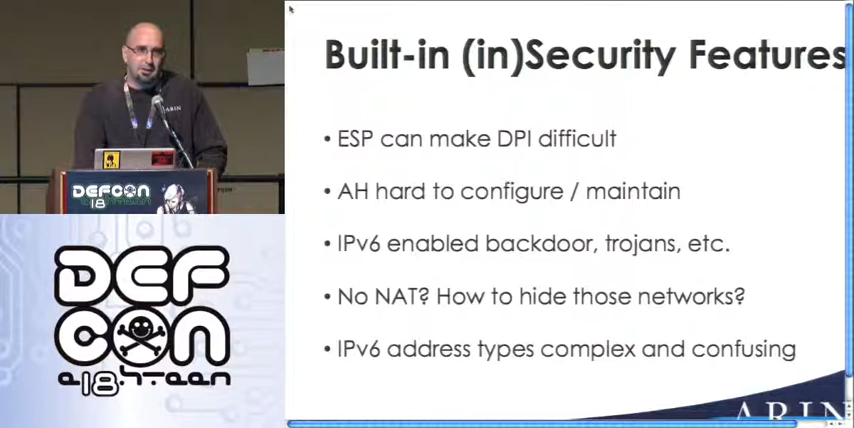 Built-in (in)Security Features
• ESP can make DPI difficult
• AH hard to configure / maintain
• IPv6 enabled backdoor, trojans, etc.
• No NAT? How to hide those networks?
• IPv6 address types complex and confusing
ARIN
ARIN
DEFCON
18
DEF
CON